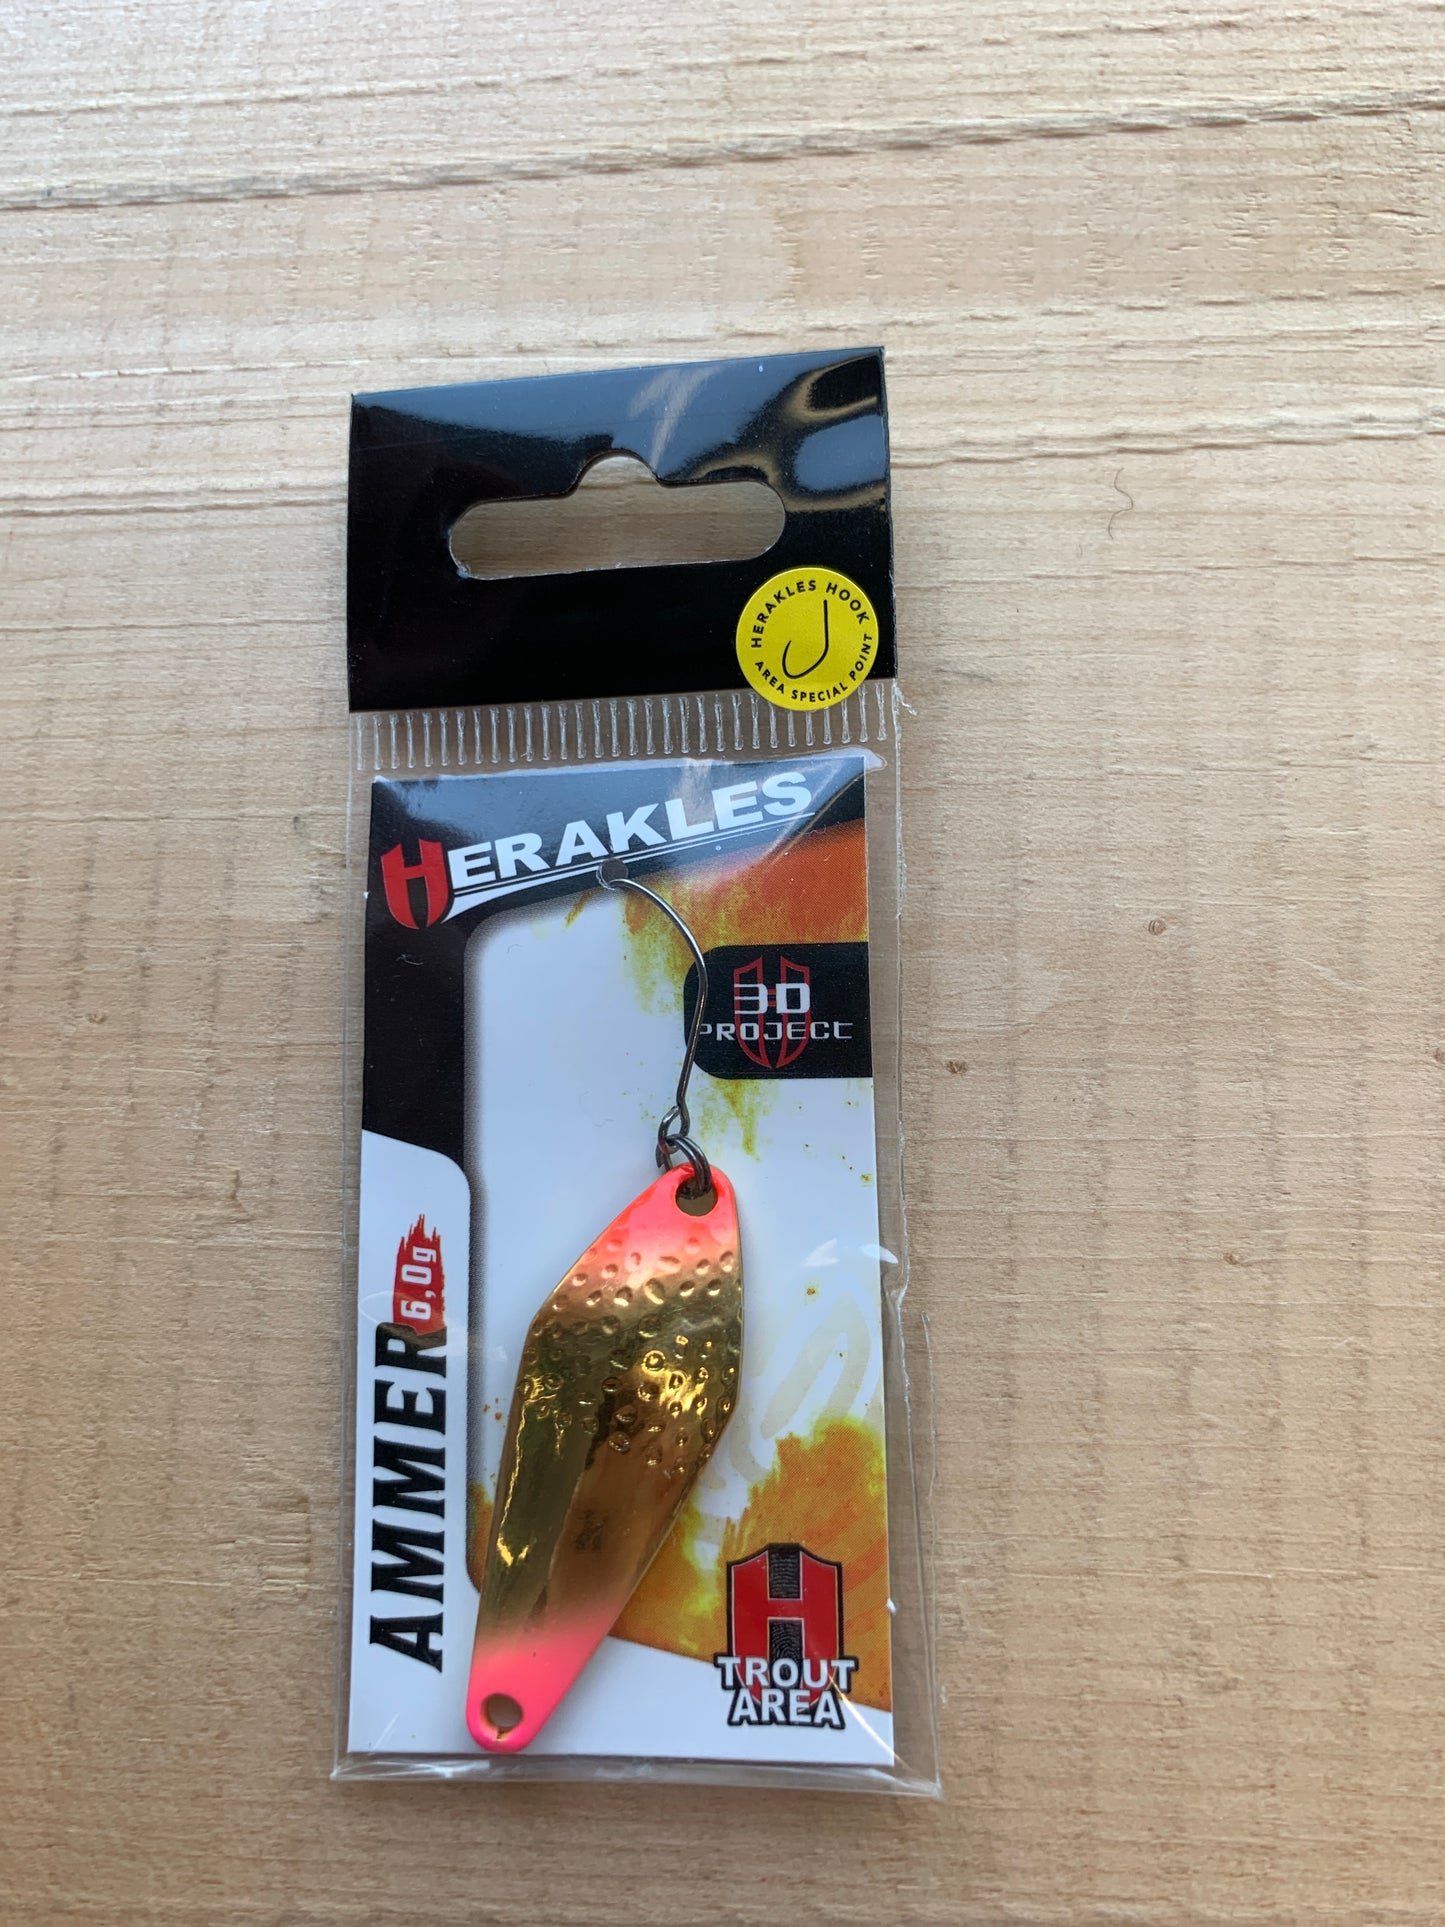 HERAKLES HOOK
AREA SPECIAL POINT
HERAKLES
3D
PROJECT
AMMER 6,0g
TROUT
AREA